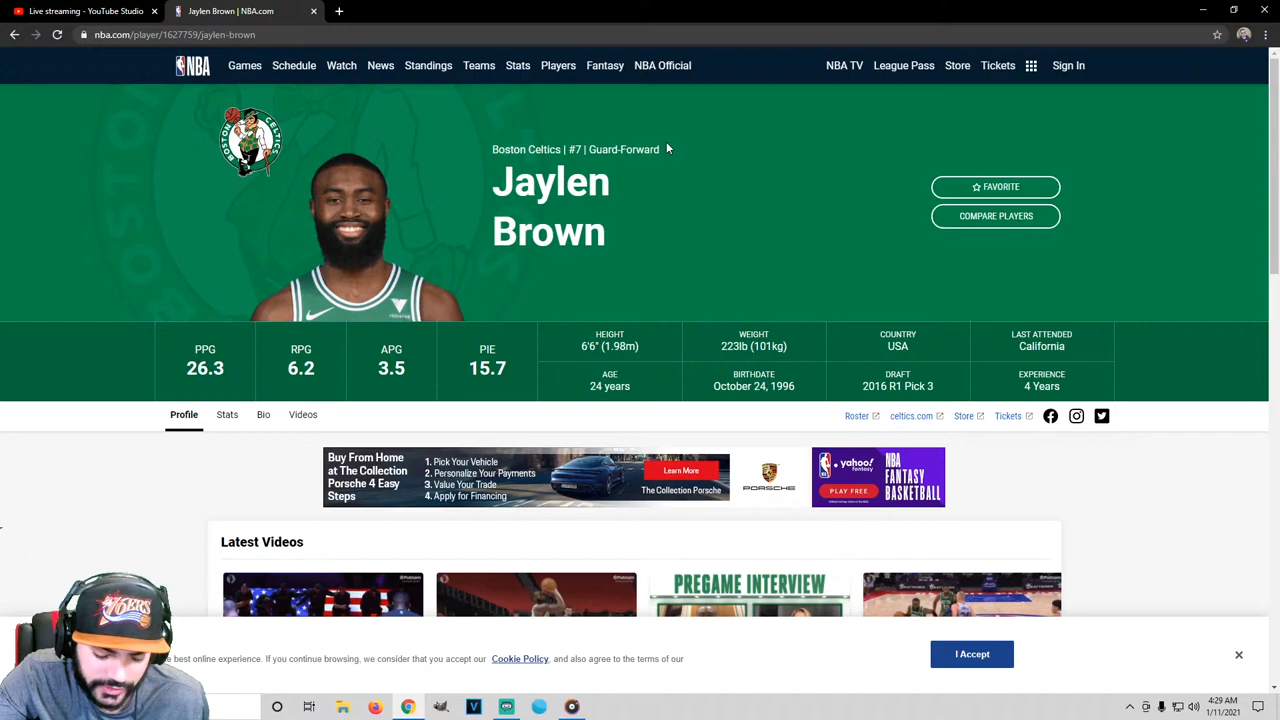 Live streaming - YouTube Studio
Jaylen Brown | NBA.com
nba.com/player/1627759/jaylen-brown
NBA Games Schedule Watch News Standings Teams Stats Players Fantasy NBA Official NBA TV League Pass Store Tickets Sign In
BOSTON CELTICS
Boston Celtics | #7 | Guard-Forward
Jaylen
Brown
FAVORITE
COMPARE PLAYERS
PPG RPG APG PIE
26.3 6.2 3.5 15.7
HEIGHT WEIGHT COUNTRY LAST ATTENDED
6'6" (1.98m) 223lb (101kg) USA California
AGE BIRTHDATE DRAFT EXPERIENCE
24 years October 24, 1996 2016 R1 Pick 3 4 Years
Profile Stats Bio Videos Roster celtics.com Store Tickets
Buy From Home
at The Collection
Porsche 4 Easy
Steps
1. Pick Your Vehicle
2. Personalize Your Payments
3. Value Your Trade
4. Apply for Financing
Learn More
The Collection Porsche
PORSCHE
yahoo!
fantasy
PLAY FREE
NBA
FANTASY
BASKETBALL
Latest Videos
PREGAME INTERVIEW
best online experience. If you continue browsing, we consider that you accept our Cookie Policy, and also agree to the terms of our
I Accept
76ERS
4:29 AM
1/11/2021